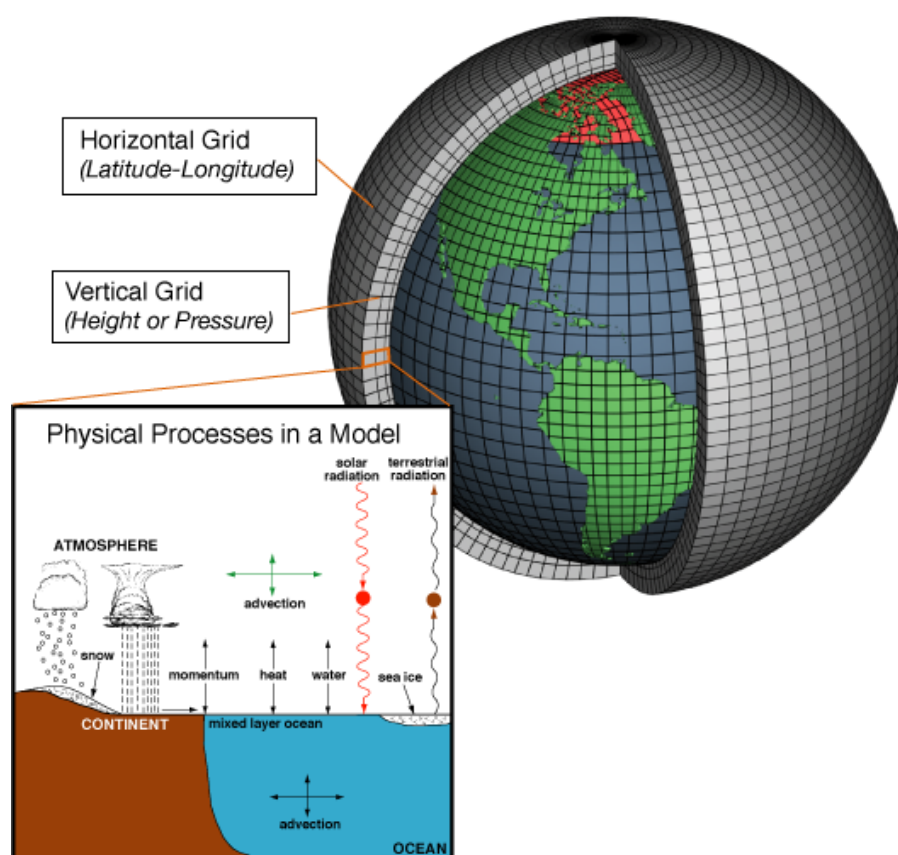 Horizontal Grid
(Latitude-Longitude)
Vertical Grid
(Height or Pressure)
Physical Processes in a Model
solar
radiation
terrestrial
radiation
ATMOSPHERE
advection
snow
momentum
heat
water
sea ice
CONTINENT
mixed layer ocean
advection
OCEAN